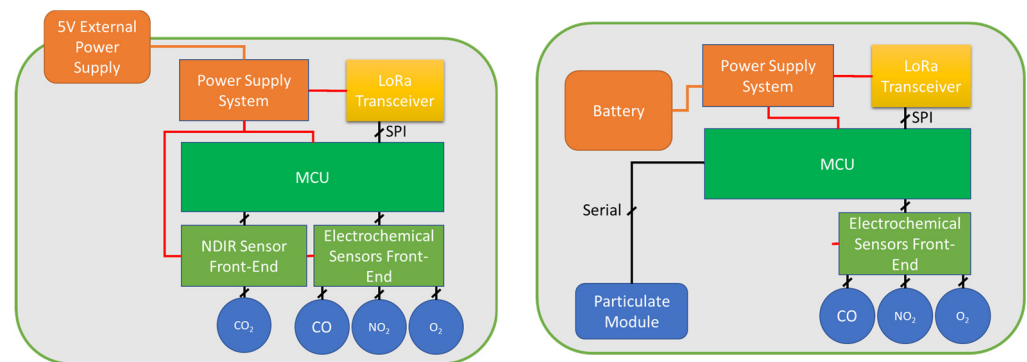 5V External
Power
Supply
Power Supply
System
LoRa
Transceiver
SPI
MCU
NDIR Sensor
Front-End
Electrochemical
Sensors Front-
End
CO₂
CO
NO₂
O₂
Battery
Power Supply
System
LoRa
Transceiver
SPI
MCU
Serial
Electrochemical
Sensors Front-
End
Particulate
Module
CO
NO₂
O₂